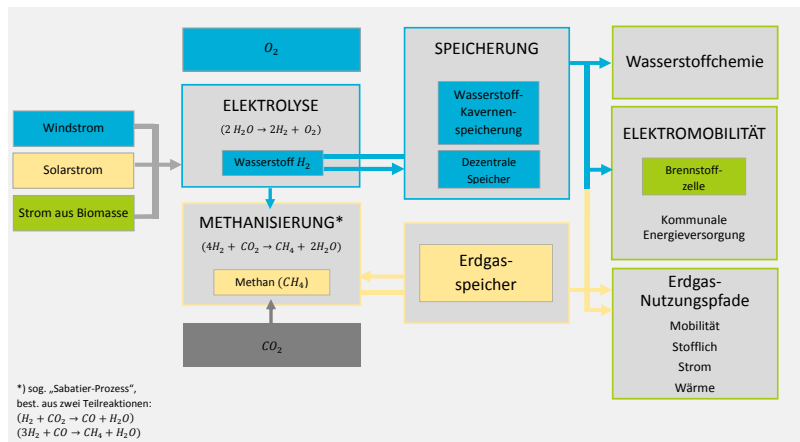 O₂
SPEICHERUNG
Wasserstoffchemie
ELEKTROLYSE
(2 H₂O → 2H₂ + O₂)
Wasserstoff H₂
Wasserstoff-
Kavernen-
speicherung
Dezentrale
Speicher
ELEKTROMOBILITÄT
Brennstoff-
zelle
Kommunale
Energieversorgung
Windstrom
Solarstrom
Strom aus Biomasse
METHANISIERUNG*
(4H₂ + CO₂ → CH₄ + 2H₂O)
Methan (CH₄)
Erdgas-
speicher
Erdgas-
Nutzungspfade
Mobilität
Stofflich
Strom
Wärme
CO₂
*) sog. „Sabatier-Prozess“,
best. aus zwei Teilreaktionen:
(H₂ + CO₂ → CO + H₂O)
(3H₂ + CO → CH₄ + H₂O)